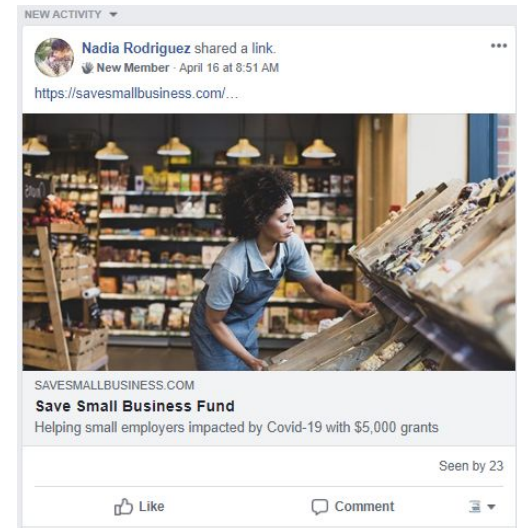 NEW ACTIVITY
Nadia Rodriguez shared a link.
New Member · April 16 at 8:51 AM
https://savesmallbusiness.com/...
SAVESMALLBUSINESS.COM
Save Small Business Fund
Helping small employers impacted by Covid-19 with $5,000 grants
Seen by 23
Like Comment